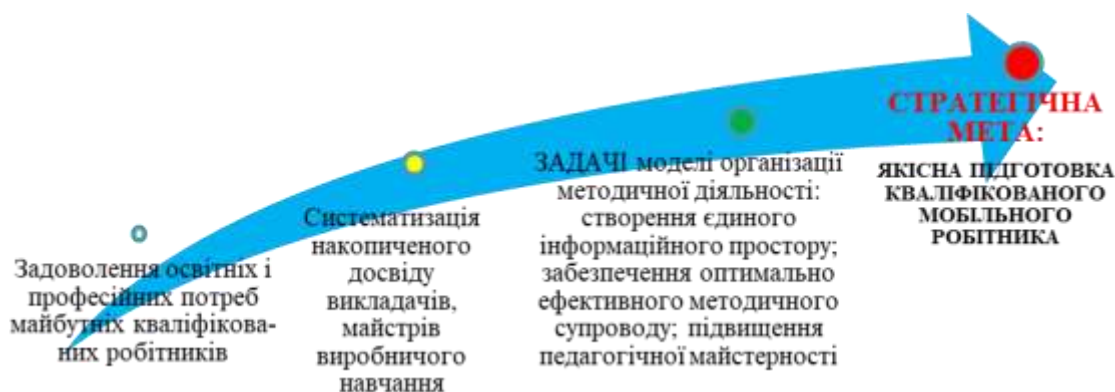 Задоволення освітніх і
професійних потреб
майбутніх кваліфікова-
них робітників
Систематизація
накопиченого
досвіду
викладачів,
майстрів
виробничого
навчання
ЗАДАЧІ моделі організації
методичної діяльності:
створення єдиного
інформаційного простору;
забезпечення оптимально
ефективного методичного
супроводу; підвищення
педагогічної майстерності
СТРАТЕГІЧНА
МЕТА:
ЯКІСНА ПІДГОТОВКА
КВАЛІФІКОВАНОГО
МОБІЛЬНОГО
РОБІТНИКА